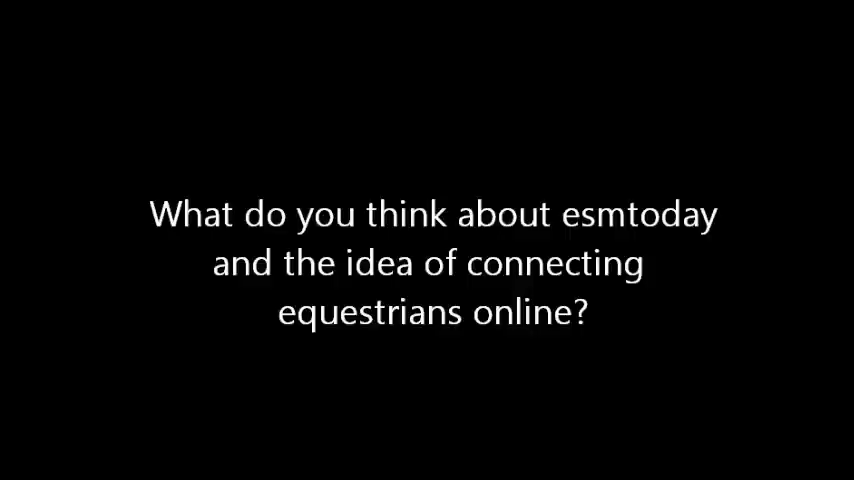 What do you think about esmtoday
and the idea of connecting
equestrians online?